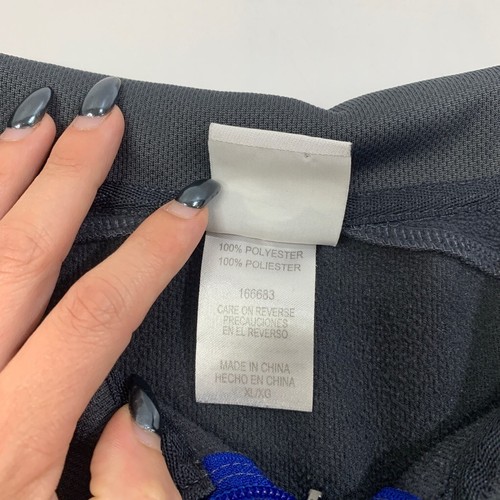 100% POLYESTER
100% POLIESTER
166683
CARE ON REVERSE
PRECAUCIONES
EN EL REVERSO
MADE IN CHINA
HECHO EN CHINA
XL/XG